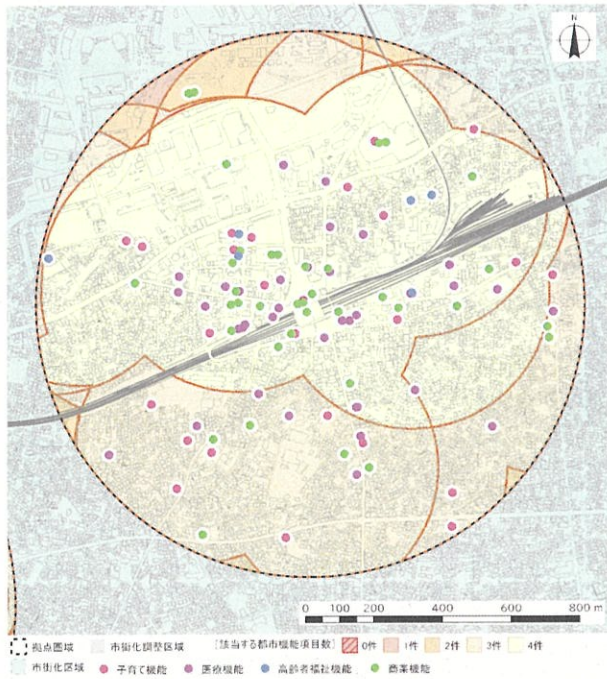 N
0 100 200 400 600 800 m
拠点圏域 市街化調整区域 [該当する都市機能項目数] 0件 1件 2件 3件 4件
市街化区域 子育て機能 医療機能 高齢者福祉機能 商業機能